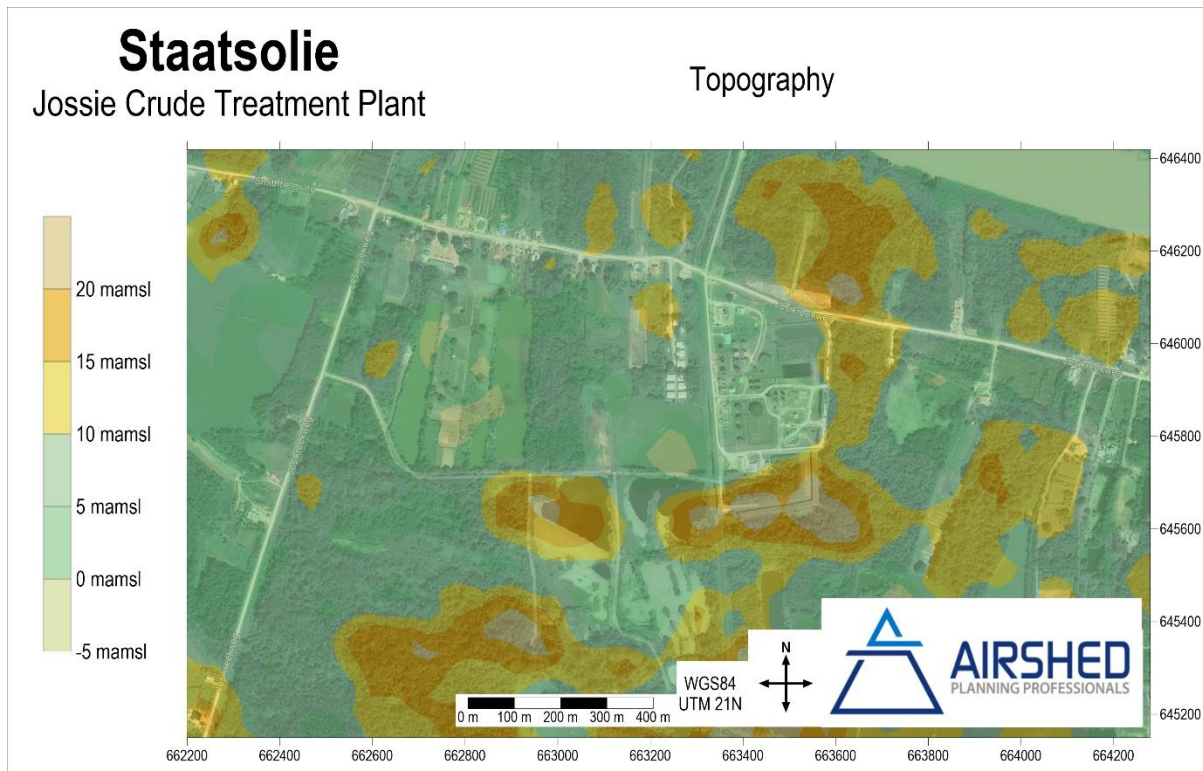 Staatsolie
Jossie Crude Treatment Plant
Topography
20 mamsl
15 mamsl
10 mamsl
5 mamsl
0 mamsl
-5 mamsl
646400
646200
646000
645800
645600
645400
645200
N
WGS84
UTM 21N
0 m 100 m 200 m 300 m 400 m
AIRSHED
PLANNING PROFESSIONALS
662200 662400 662600 662800 663000 663200 663400 663600 663800 664000 664200